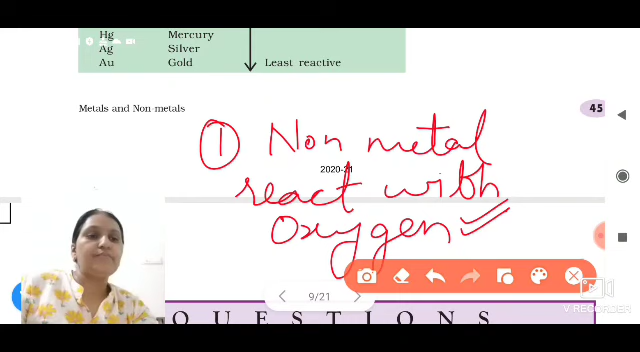 Hg Mercury
Ag Silver
Au Gold Least reactive
Metals and Non-metals 45
① Non metal
2020-21
react with
Oxygen
9/21
V RECORDER
QUESTIONS